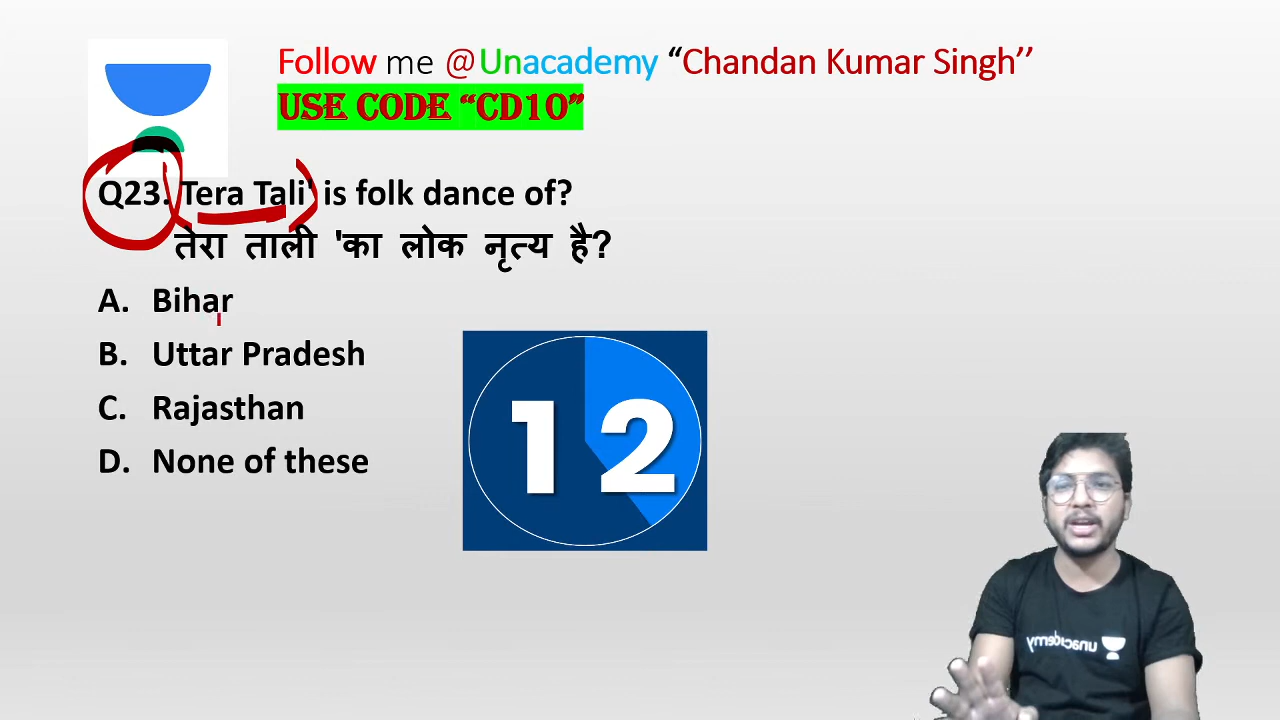 Follow me @Unacademy “Chandan Kumar Singh’’
USE CODE “CD10”
Q23. Tera Tali' is folk dance of?
तेरा ताली 'का लोक नृत्य है?
A. Bihar
B. Uttar Pradesh
C. Rajasthan
D. None of these
12
unacademy